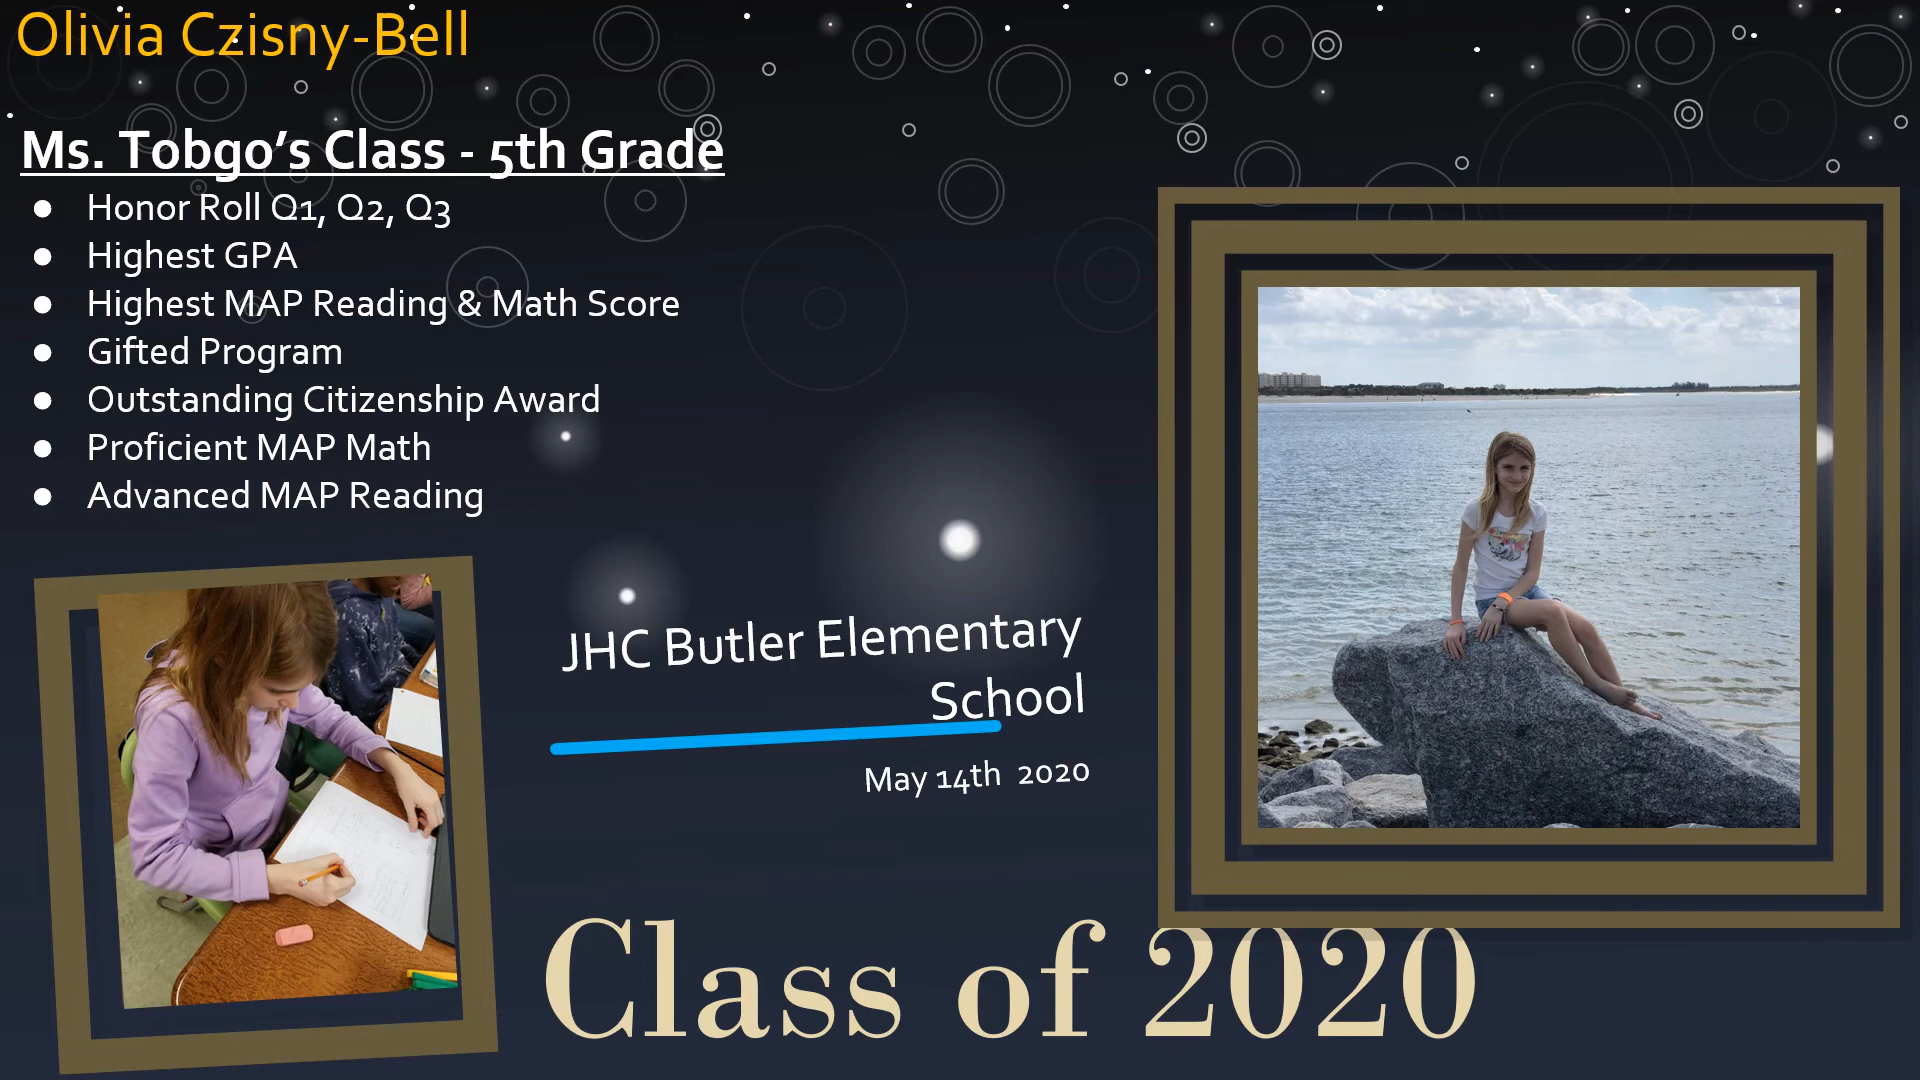 Olivia Czisny-Bell
Ms. Tobgo’s Class - 5th Grade
● Honor Roll Q1, Q2, Q3
● Highest GPA
● Highest MAP Reading & Math Score
● Gifted Program
● Outstanding Citizenship Award
● Proficient MAP Math
● Advanced MAP Reading
JHC Butler Elementary
School
May 14th 2020
Class of 2020